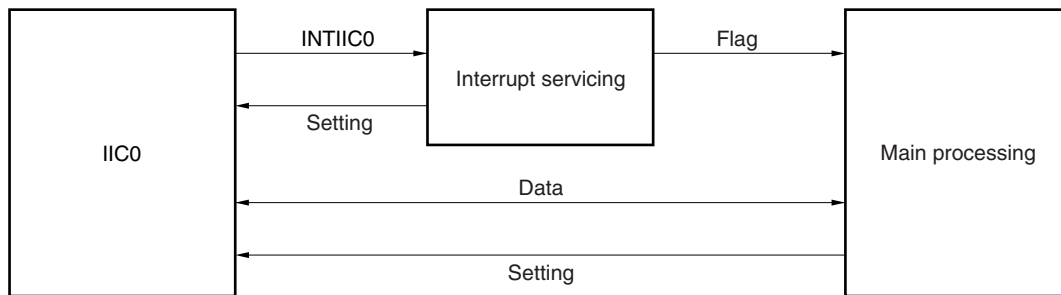 INTIIC0
Flag
Interrupt servicing
Setting
IIC0
Main processing
Data
Setting